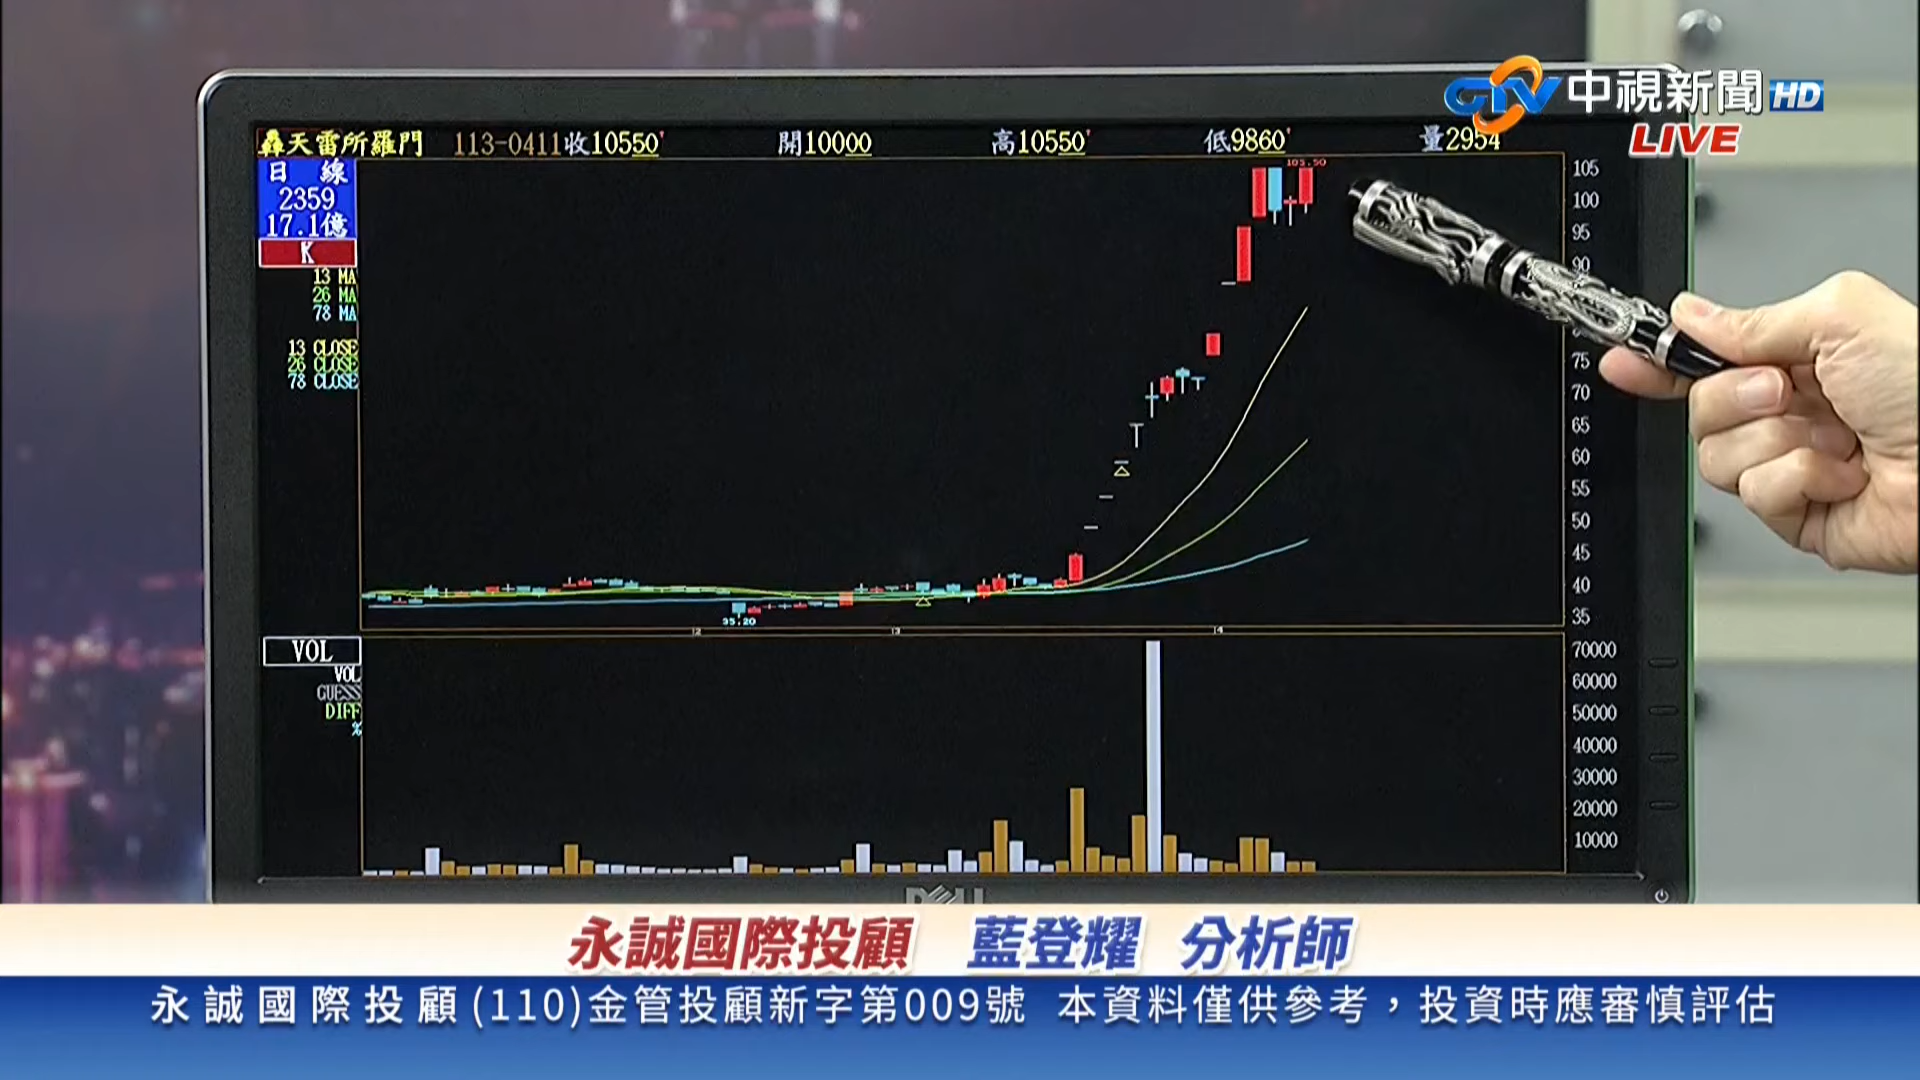 CTV 中視新聞 HD
LIVE
轟天雷所羅門 113-0411收10550' 開10000 高10550' 低9860' 量2954
日 線
2359
17.1億
K
13 MA
26 MA
78 MA
13 CLOSE
26 CLOSE
78 CLOSE
105.50
105
100
95
90
75
70
65
60
55
50
45
40
35
35.20
2 3 4
VOL
VOL
GUESS
DIFF
%
70000
60000
50000
40000
30000
20000
10000
DELL
永誠國際投顧 藍登耀 分析師
永誠國際投顧(110)金管投顧新字第009號 本資料僅供參考，投資時應審慎評估